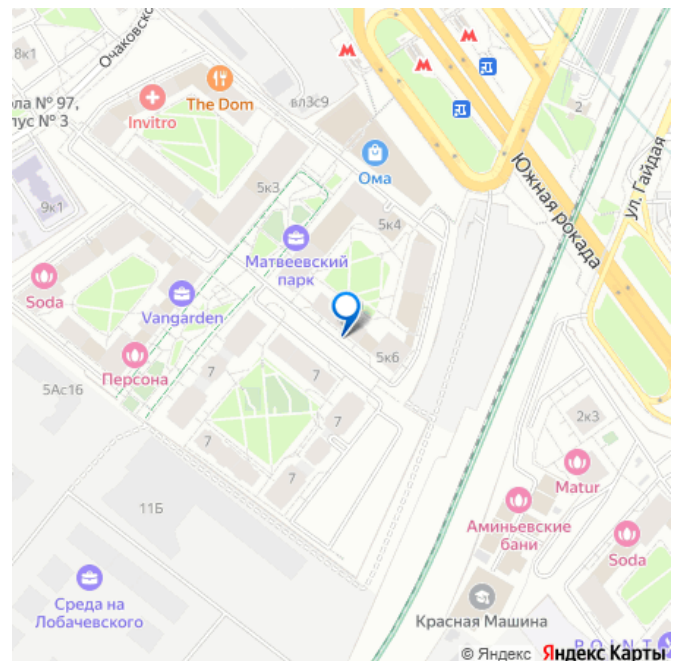 Очаковско
8к1
The Dom
ола № 97,
пус № 3
Invitro
вл3с9
2
Ома
Южная рокада
ул. Гайдая
5к3
9к1
5к4
Матвеевский
парк
Soda
Vangarden
Персона
5к6
7
7
5Ас16
7
7
2к3
Matur
11Б
Аминьевские
бани
Soda
Среда на
Лобачевского
Красная Машина
POINT
© Яндекс Яндекс Карты